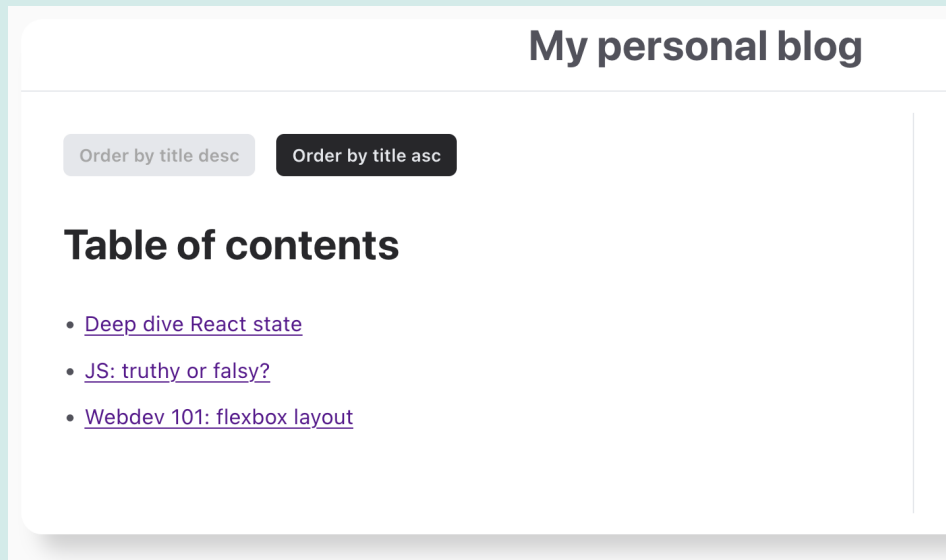 My personal blog
Order by title desc Order by title asc
Table of contents
Deep dive React state
JS: truthy or falsy?
Webdev 101: flexbox layout